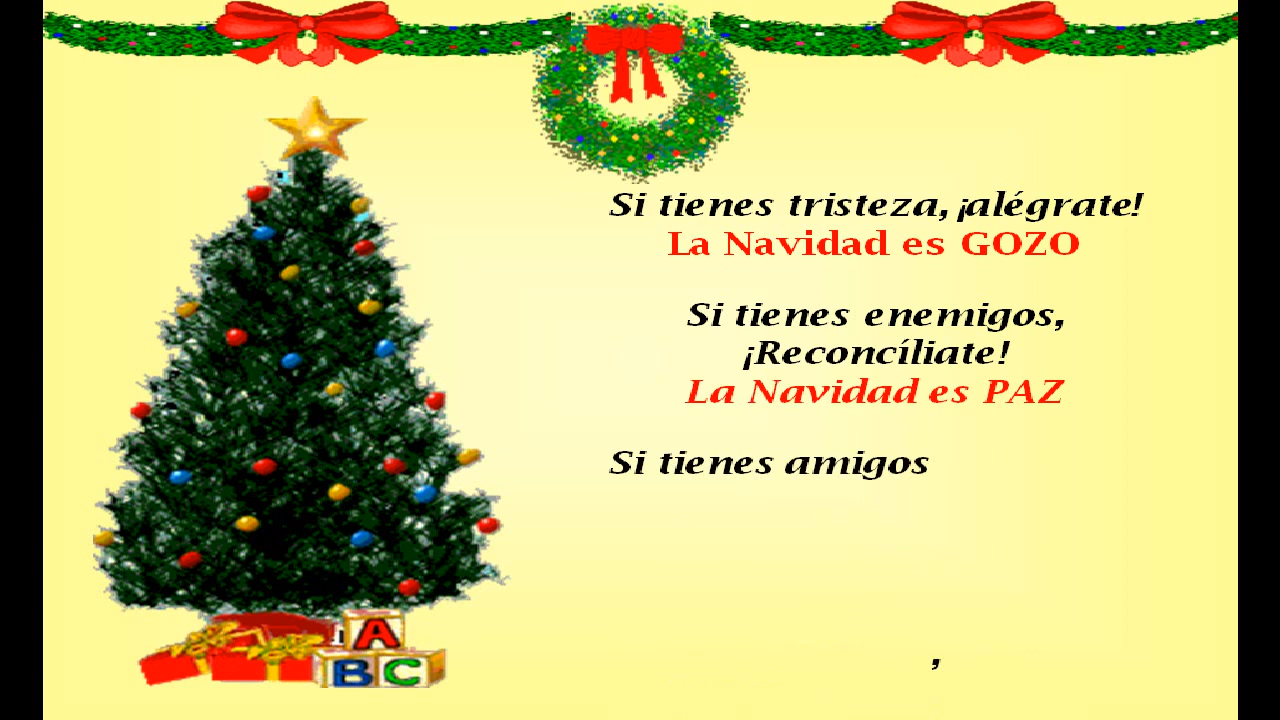 Si tienes tristeza, ¡alégrate!
La Navidad es GOZO
Si tienes enemigos,
¡Reconcíliate!
La Navidad es PAZ
Si tienes amigos
,
A
B C